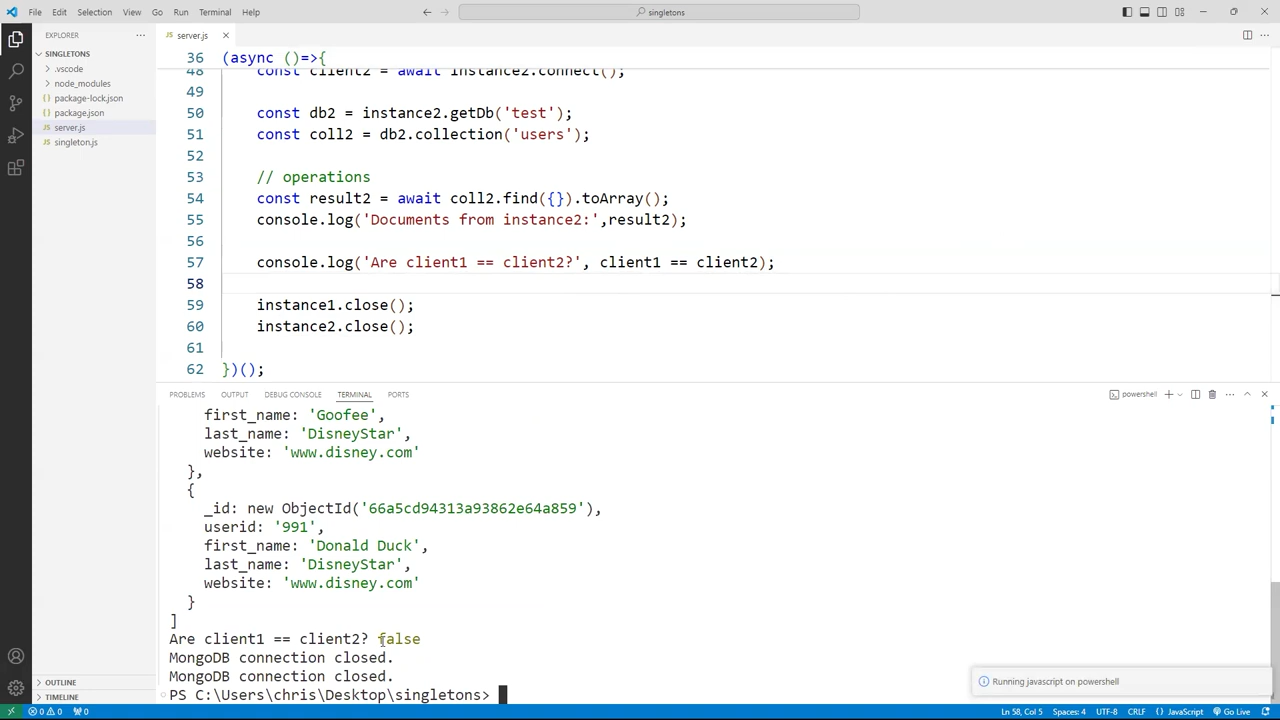 File Edit Selection View Go Run Terminal Help
singletons
EXPLORER
SINGLETONS
.vscode
node_modules
package-lock.json
package.json
server.js
singleton.js
OUTLINE
TIMELINE
server.js
36 (async ()=>{
48 const client2 = await instance2.connect();
49
50 const db2 = instance2.getDb('test');
51 const coll2 = db2.collection('users');
52
53 // operations
54 const result2 = await coll2.find({}).toArray();
55 console.log('Documents from instance2:',result2);
56
57 console.log('Are client1 == client2?', client1 == client2);
58
59 instance1.close();
60 instance2.close();
61
62 })();
PROBLEMS OUTPUT DEBUG CONSOLE TERMINAL PORTS
powershell
first_name: 'Goofee',
last_name: 'DisneyStar',
website: 'www.disney.com'
},
{
_id: new ObjectId('66a5cd94313a93862e64a859'),
userid: '991',
first_name: 'Donald Duck',
last_name: 'DisneyStar',
website: 'www.disney.com'
}
]
Are client1 == client2? false
MongoDB connection closed.
MongoDB connection closed.
PS C:\Users\chris\Desktop\singletons>
Running javascript on powershell
0 0 0 Ln 58, Col 5 Spaces: 4 UTF-8 CRLF {} JavaScript Go Live